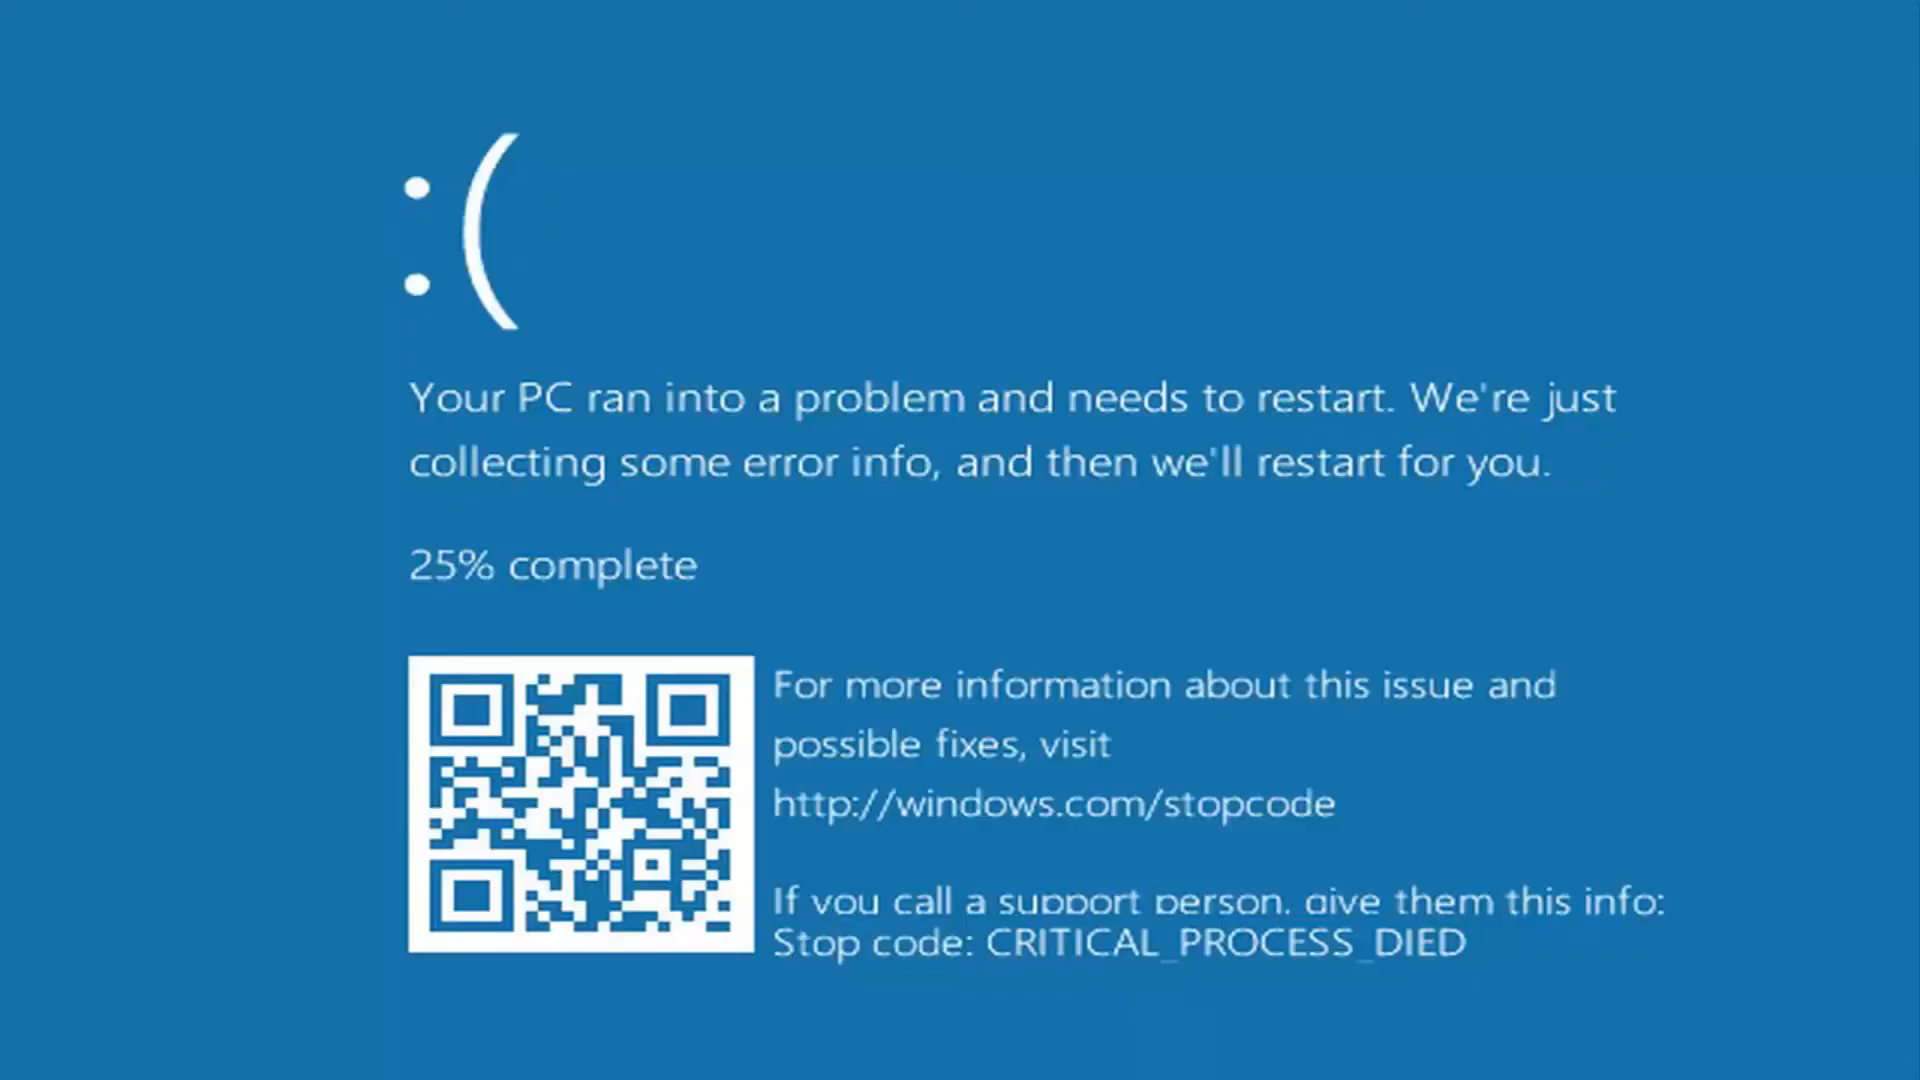 :(
Your PC ran into a problem and needs to restart. We're just
collecting some error info, and then we'll restart for you.
25% complete
For more information about this issue and
possible fixes, visit
http://windows.com/stopcode
If you call a support person, give them this info:
Stop code: CRITICAL_PROCESS_DIED